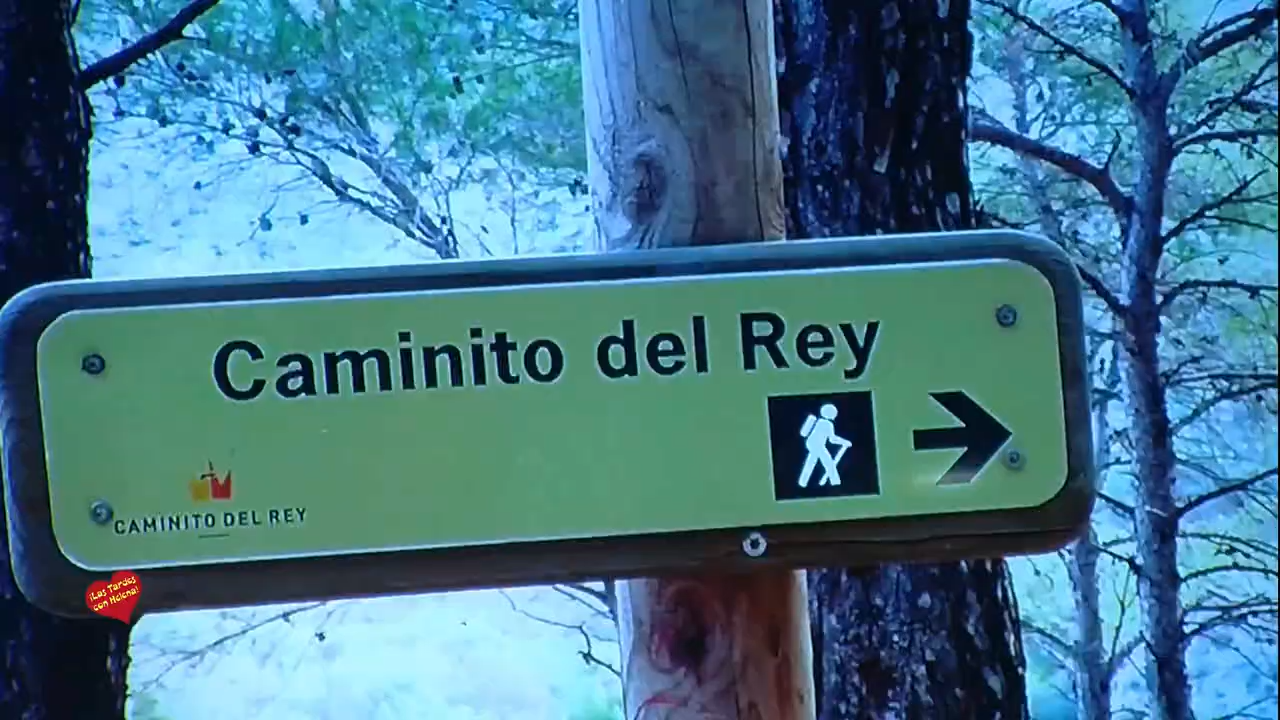 Caminito del Rey
CAMINITO DEL REY
¡Las Tardes
con Helena!